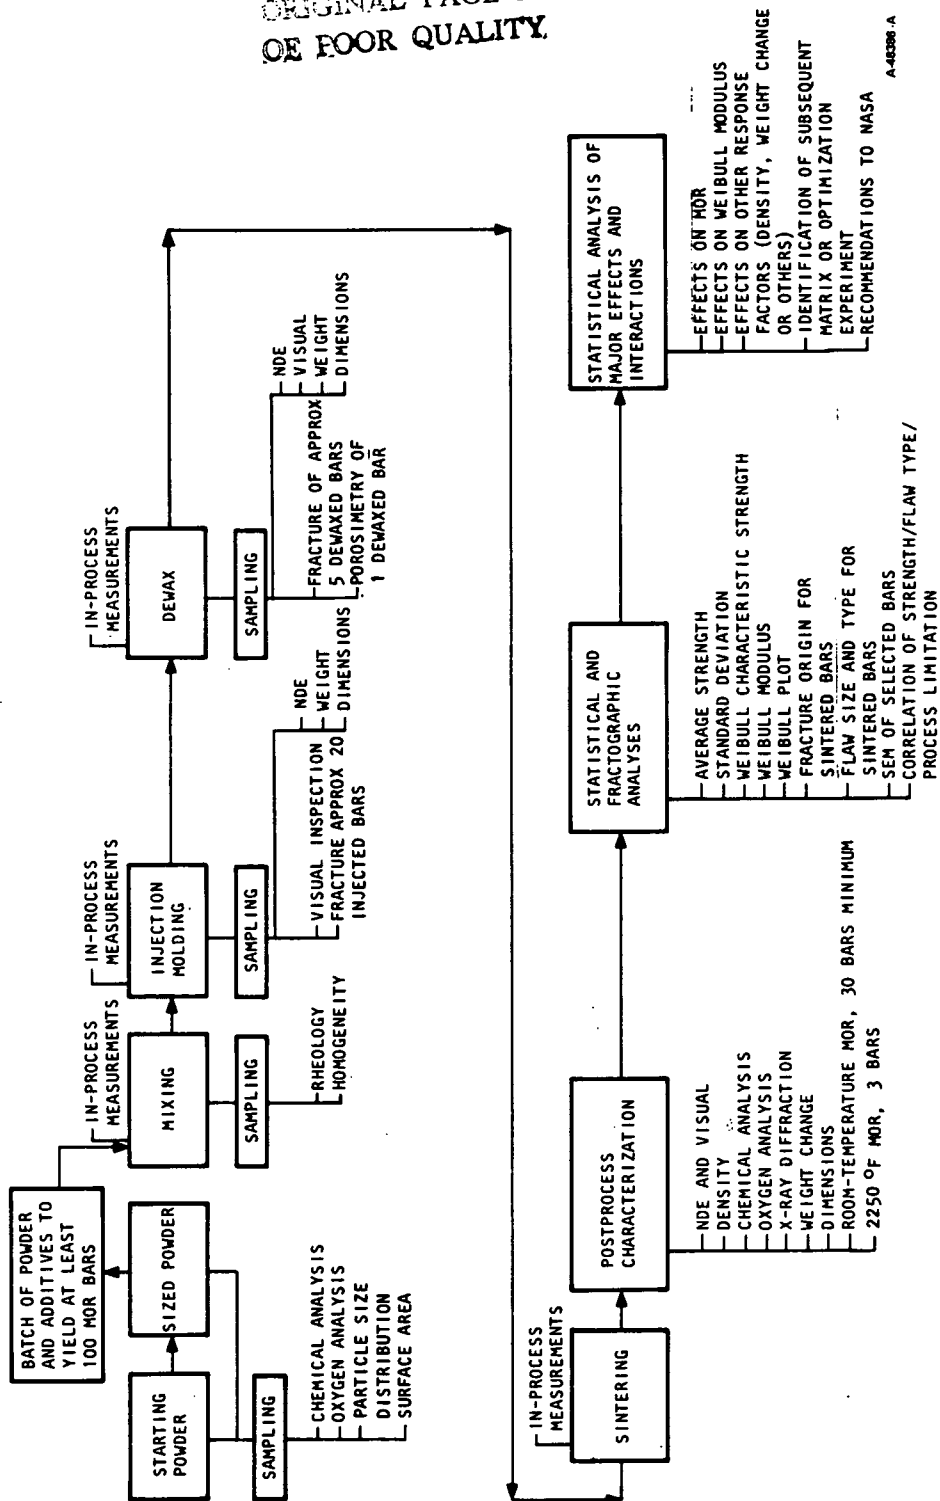 ORIGINAL PAGE
OF POOR QUALITY
BATCH OF POWDER
AND ADDITIVES TO
YIELD AT LEAST
100 MOR BARS
STARTING
POWDER
SIZED POWDER
SAMPLING
CHEMICAL ANALYSIS
OXYGEN ANALYSIS
PARTICLE SIZE
DISTRIBUTION
SURFACE AREA
IN-PROCESS
MEASUREMENTS
MIXING
SAMPLING
RHEOLOGY
HOMOGENEITY
IN-PROCESS
MEASUREMENTS
INJECTION
MOLDING
SAMPLING
VISUAL INSPECTION
FRACTURE APPROX 20
INJECTED BARS
NDE
WEIGHT
DIMENSIONS
IN-PROCESS
MEASUREMENTS
DEWAX
SAMPLING
FRACTURE OF APPROX
5 DEWAXED BARS
POROSIMETRY OF
1 DEWAXED BAR
NDE
VISUAL
WEIGHT
DIMENSIONS
IN-PROCESS
MEASUREMENTS
SINTERING
POSTPROCESS
CHARACTERIZATION
NDE AND VISUAL
DENSITY
CHEMICAL ANALYSIS
OXYGEN ANALYSIS
X-RAY DIFFRACTION
WEIGHT CHANGE
DIMENSIONS
ROOM-TEMPERATURE MOR, 30 BARS MINIMUM
2250 °F MOR, 3 BARS
STATISTICAL AND
FRACTOGRAPHIC
ANALYSES
AVERAGE STRENGTH
STANDARD DEVIATION
WEIBULL CHARACTERISTIC STRENGTH
WEIBULL MODULUS
WEIBULL PLOT
FRACTURE ORIGIN FOR
SINTERED BARS
FLAW SIZE AND TYPE FOR
SINTERED BARS
SEM OF SELECTED BARS
CORRELATION OF STRENGTH/FLAW TYPE/
PROCESS LIMITATION
STATISTICAL ANALYSIS OF
MAJOR EFFECTS AND
INTERACTIONS
EFFECTS ON MOR
EFFECTS ON WEIBULL MODULUS
EFFECTS ON OTHER RESPONSE
FACTORS (DENSITY, WEIGHT CHANGE
OR OTHERS)
IDENTIFICATION OF SUBSEQUENT
MATRIX OR OPTIMIZATION
EXPERIMENT
RECOMMENDATIONS TO NASA
A-48386-A